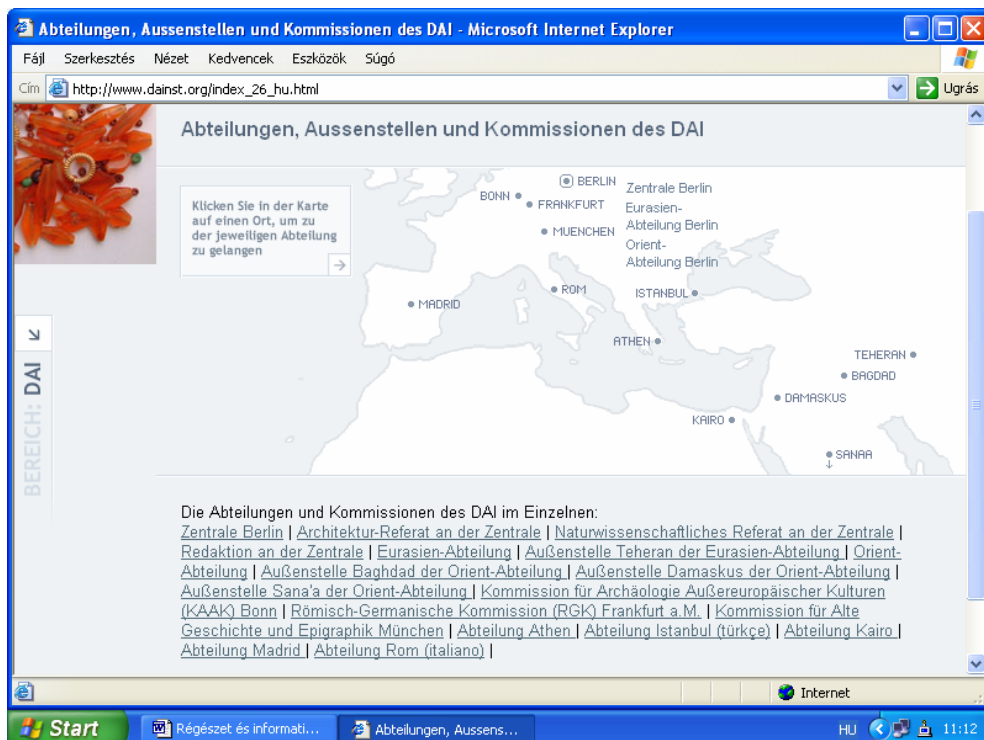 Abteilungen, Aussenstellen und Kommissionen des DAI - Microsoft Internet Explorer
Fájl Szerkesztés Nézet Kedvencek Eszközök Súgó
Cím http://www.dainst.org/index_26_hu.html Ugrás
Abteilungen, Aussenstellen und Kommissionen des DAI
Klicken Sie in der Karte
auf einen Ort, um zu
der jeweiligen Abteilung
zu gelangen
BERLIN
BONN
FRANKFURT
MUENCHEN
Zentrale Berlin
Eurasien-
Abteilung Berlin
Orient-
Abteilung Berlin
ROM
ISTANBUL
MADRID
ATHEN
TEHERAN
BAGDAD
DAMASKUS
KAIRO
SANAA
BEREICH: DAI
Die Abteilungen und Kommissionen des DAI im Einzelnen:
Zentrale Berlin | Architektur-Referat an der Zentrale | Naturwissenschaftliches Referat an der Zentrale |
Redaktion an der Zentrale | Eurasien-Abteilung | Außenstelle Teheran der Eurasien-Abteilung | Orient-
Abteilung | Außenstelle Baghdad der Orient-Abteilung | Außenstelle Damaskus der Orient-Abteilung |
Außenstelle Sana'a der Orient-Abteilung | Kommission für Archäologie Außereuropäischer Kulturen
(KAAK) Bonn | Römisch-Germanische Kommission (RGK) Frankfurt a.M. | Kommission für Alte
Geschichte und Epigraphik München | Abteilung Athen | Abteilung Istanbul (türkçe) | Abteilung Kairo |
Abteilung Madrid | Abteilung Rom (italiano) |
Internet
Start Régészet és informati... Abteilungen, Aussens... HU 11:12